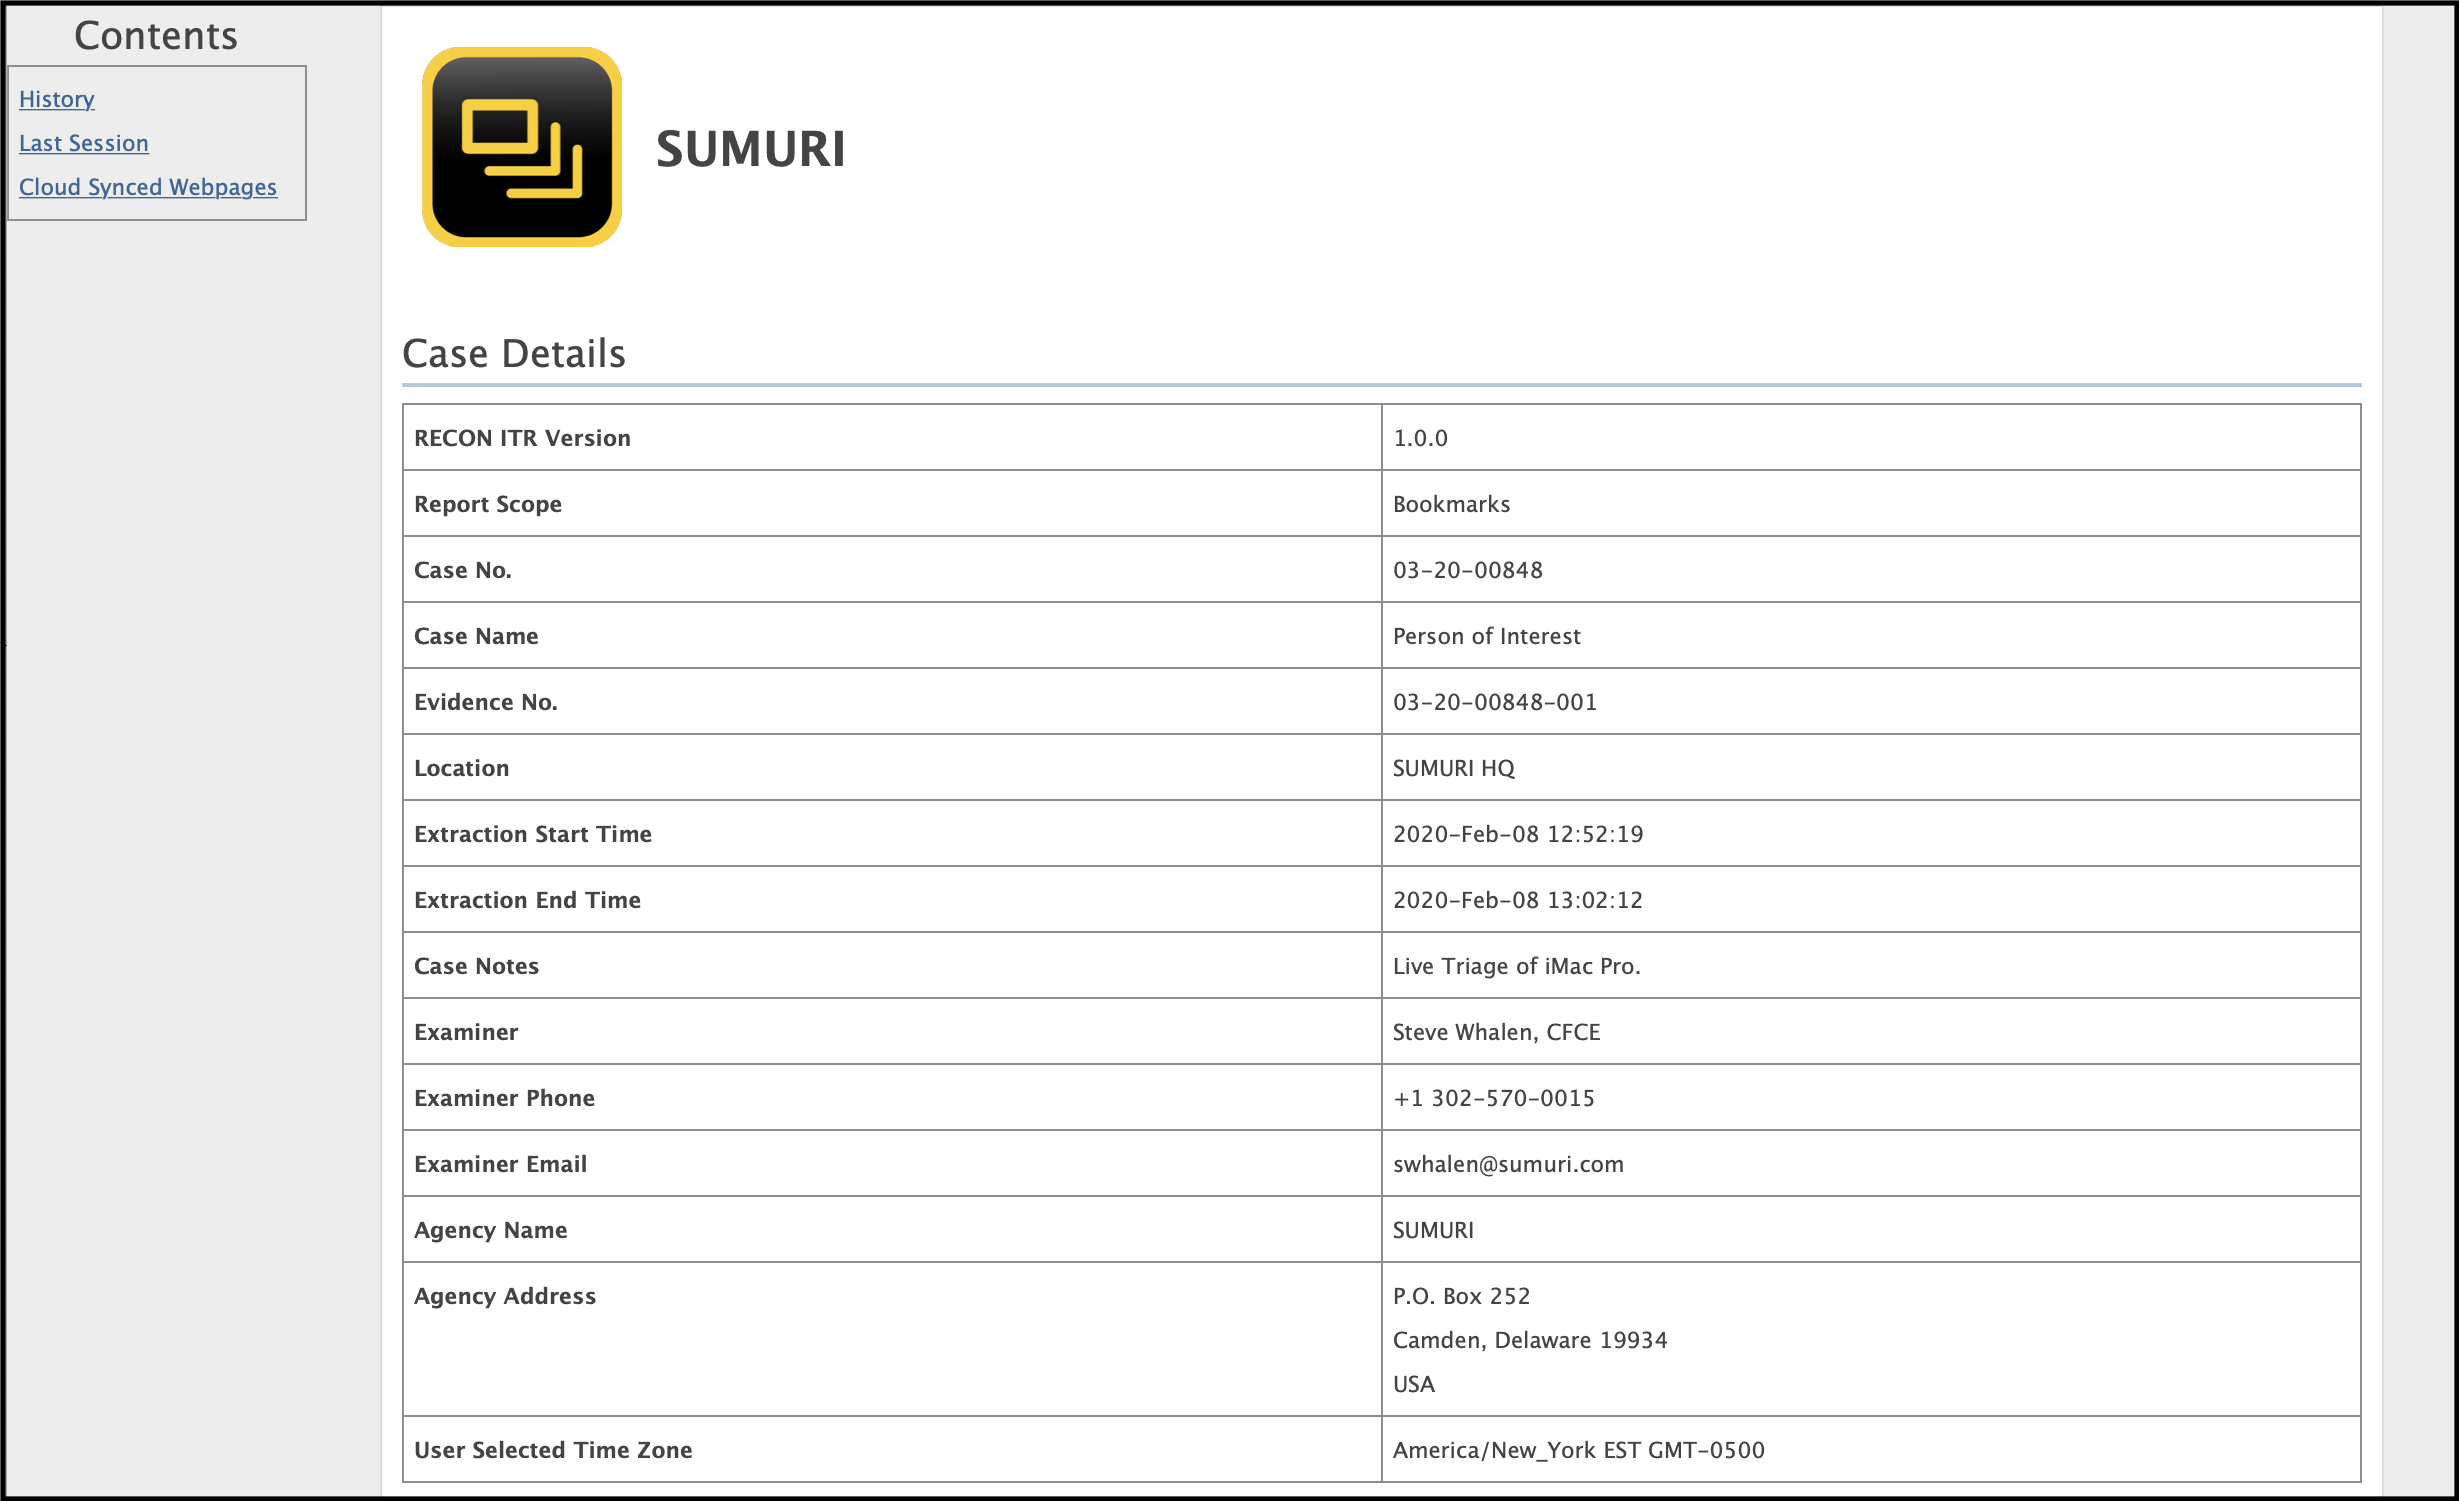 Contents
History
Last Session
Cloud Synced Webpages
SUMURI
Case Details
RECON ITR Version 1.0.0
Report Scope Bookmarks
Case No. 03-20-00848
Case Name Person of Interest
Evidence No. 03-20-00848-001
Location SUMURI HQ
Extraction Start Time 2020-Feb-08 12:52:19
Extraction End Time 2020-Feb-08 13:02:12
Case Notes Live Triage of iMac Pro.
Examiner Steve Whalen, CFCE
Examiner Phone +1 302-570-0015
Examiner Email swhalen@sumuri.com
Agency Name SUMURI
Agency Address P.O. Box 252
Camden, Delaware 19934
USA
User Selected Time Zone America/New_York EST GMT-0500